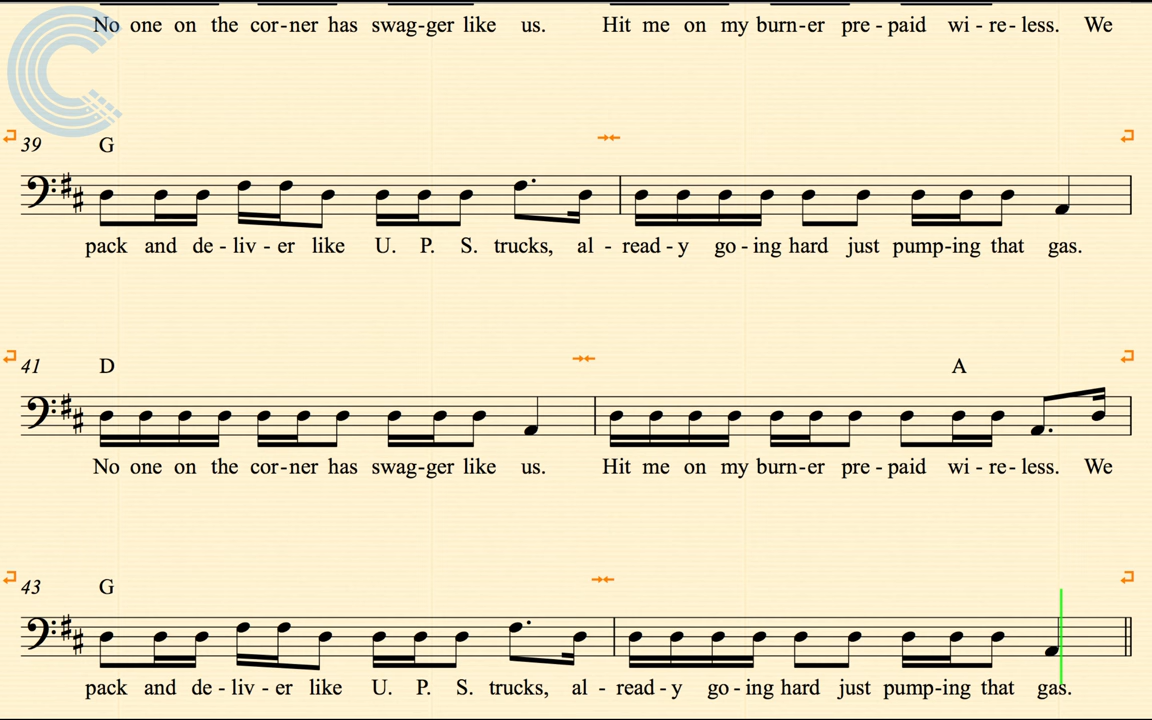 No one on the cor-ner has swag-ger like us. Hit me on my burn-er pre-paid wi-re-less. We
39 G
pack and de-liv-er like U. P. S. trucks, al-read-y go-ing hard just pump-ing that gas.
41 D A
No one on the cor-ner has swag-ger like us. Hit me on my burn-er pre-paid wi-re-less. We
43 G
pack and de-liv-er like U. P. S. trucks, al-read-y go-ing hard just pump-ing that gas.